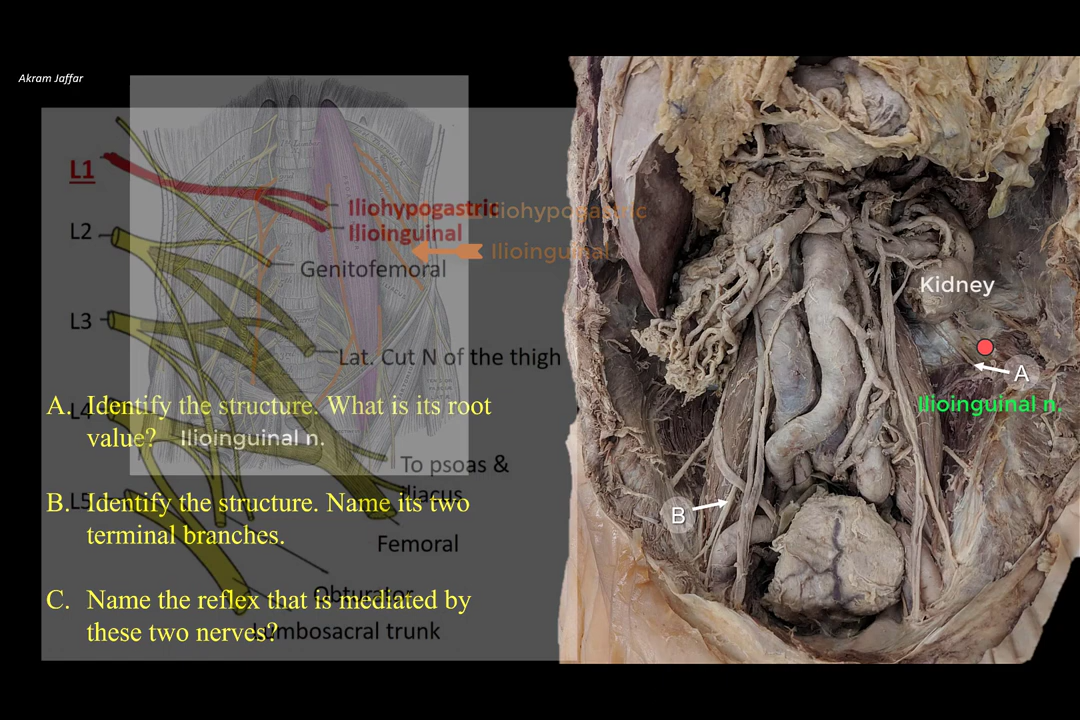 Akram Jaffar
L1
L2
L3
L4
L5
Iliohypogastric
Ilioinguinal
Iliohypogastric
Ilioinguinal
Genitofemoral
Lat. Cut N of the thigh
To psoas &
iliacus
Femoral
Obturator
Lumbosacral trunk
A. Identify the structure. What is its root
value? Ilioinguinal n.
B. Identify the structure. Name its two
terminal branches.
C. Name the reflex that is mediated by
these two nerves?
Kidney
A
Ilioinguinal n.
B